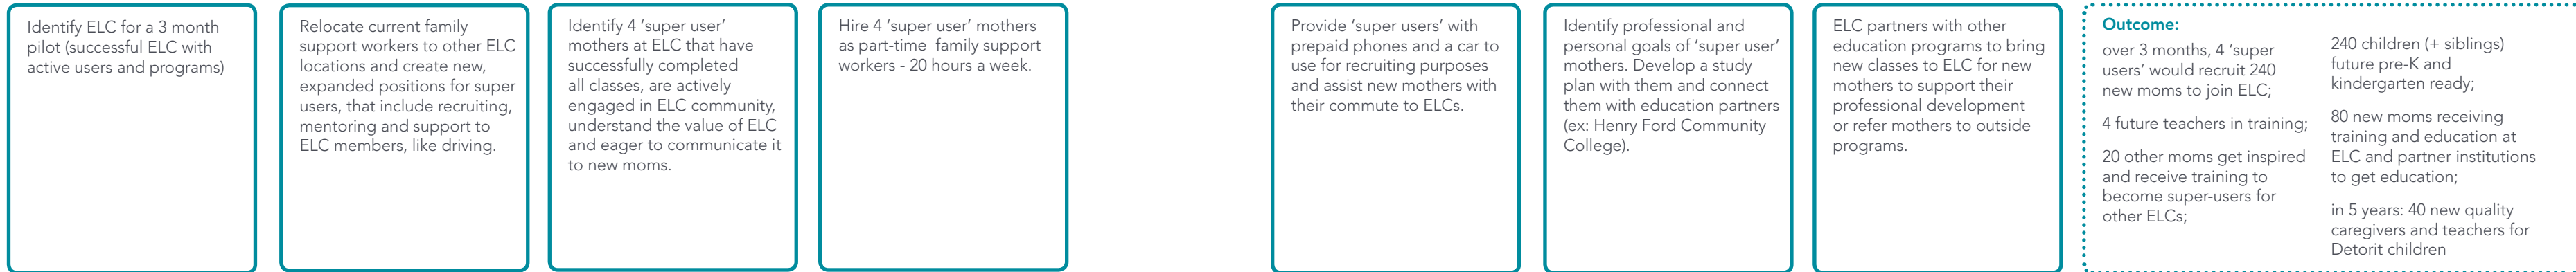 Identify ELC for a 3 month
pilot (successful ELC with
active users and programs)
Relocate current family
support workers to other ELC
locations and create new,
expanded positions for super
users, that include recruiting,
mentoring and support to
ELC members, like driving.
Identify 4 ‘super user’
mothers at ELC that have
successfully completed
all classes, are actively
engaged in ELC community,
understand the value of ELC
and eager to communicate it
to new moms.
Hire 4 ‘super user’ mothers
as part-time family support
workers - 20 hours a week.
Provide ‘super users’ with
prepaid phones and a car to
use for recruiting purposes
and assist new mothers with
their commute to ELCs.
Identify professional and
personal goals of ‘super user’
mothers. Develop a study
plan with them and connect
them with education partners
(ex: Henry Ford Community
College).
ELC partners with other
education programs to bring
new classes to ELC for new
mothers to support their
professional development
or refer mothers to outside
programs.
Outcome:
over 3 months, 4 ‘super
users’ would recruit 240
new moms to join ELC;
4 future teachers in training;
20 other moms get inspired
and receive training to
become super-users for
other ELCs;
240 children (+ siblings)
future pre-K and
kindergarten ready;
80 new moms receiving
training and education at
ELC and partner institutions
to get education;
in 5 years: 40 new quality
caregivers and teachers for
Detorit children